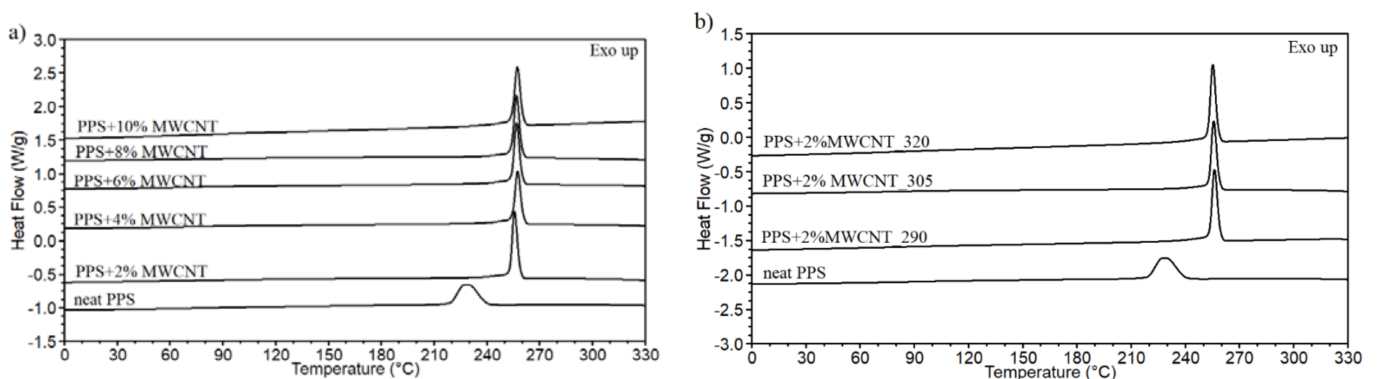 a)
Exo up
3.0
2.5
2.0
1.5
1.0
0.5
0.0
-0.5
-1.0
-1.5
Heat Flow (W/g)
PPS+10% MWCNT
PPS+8% MWCNT
PPS+6% MWCNT
PPS+4% MWCNT
PPS+2% MWCNT
neat PPS
0 30 60 90 120 150 180 210 240 270 300 330
Temperature (°C)
b)
Exo up
1.5
1.0
0.5
0.0
-0.5
-1.0
-1.5
-2.0
-2.5
-3.0
Heat Flow (W/g)
PPS+2%MWCNT_320
PPS+2% MWCNT_305
PPS+2%MWCNT_290
neat PPS
0 30 60 90 120 150 180 210 240 270 300 330
Temperature (°C)